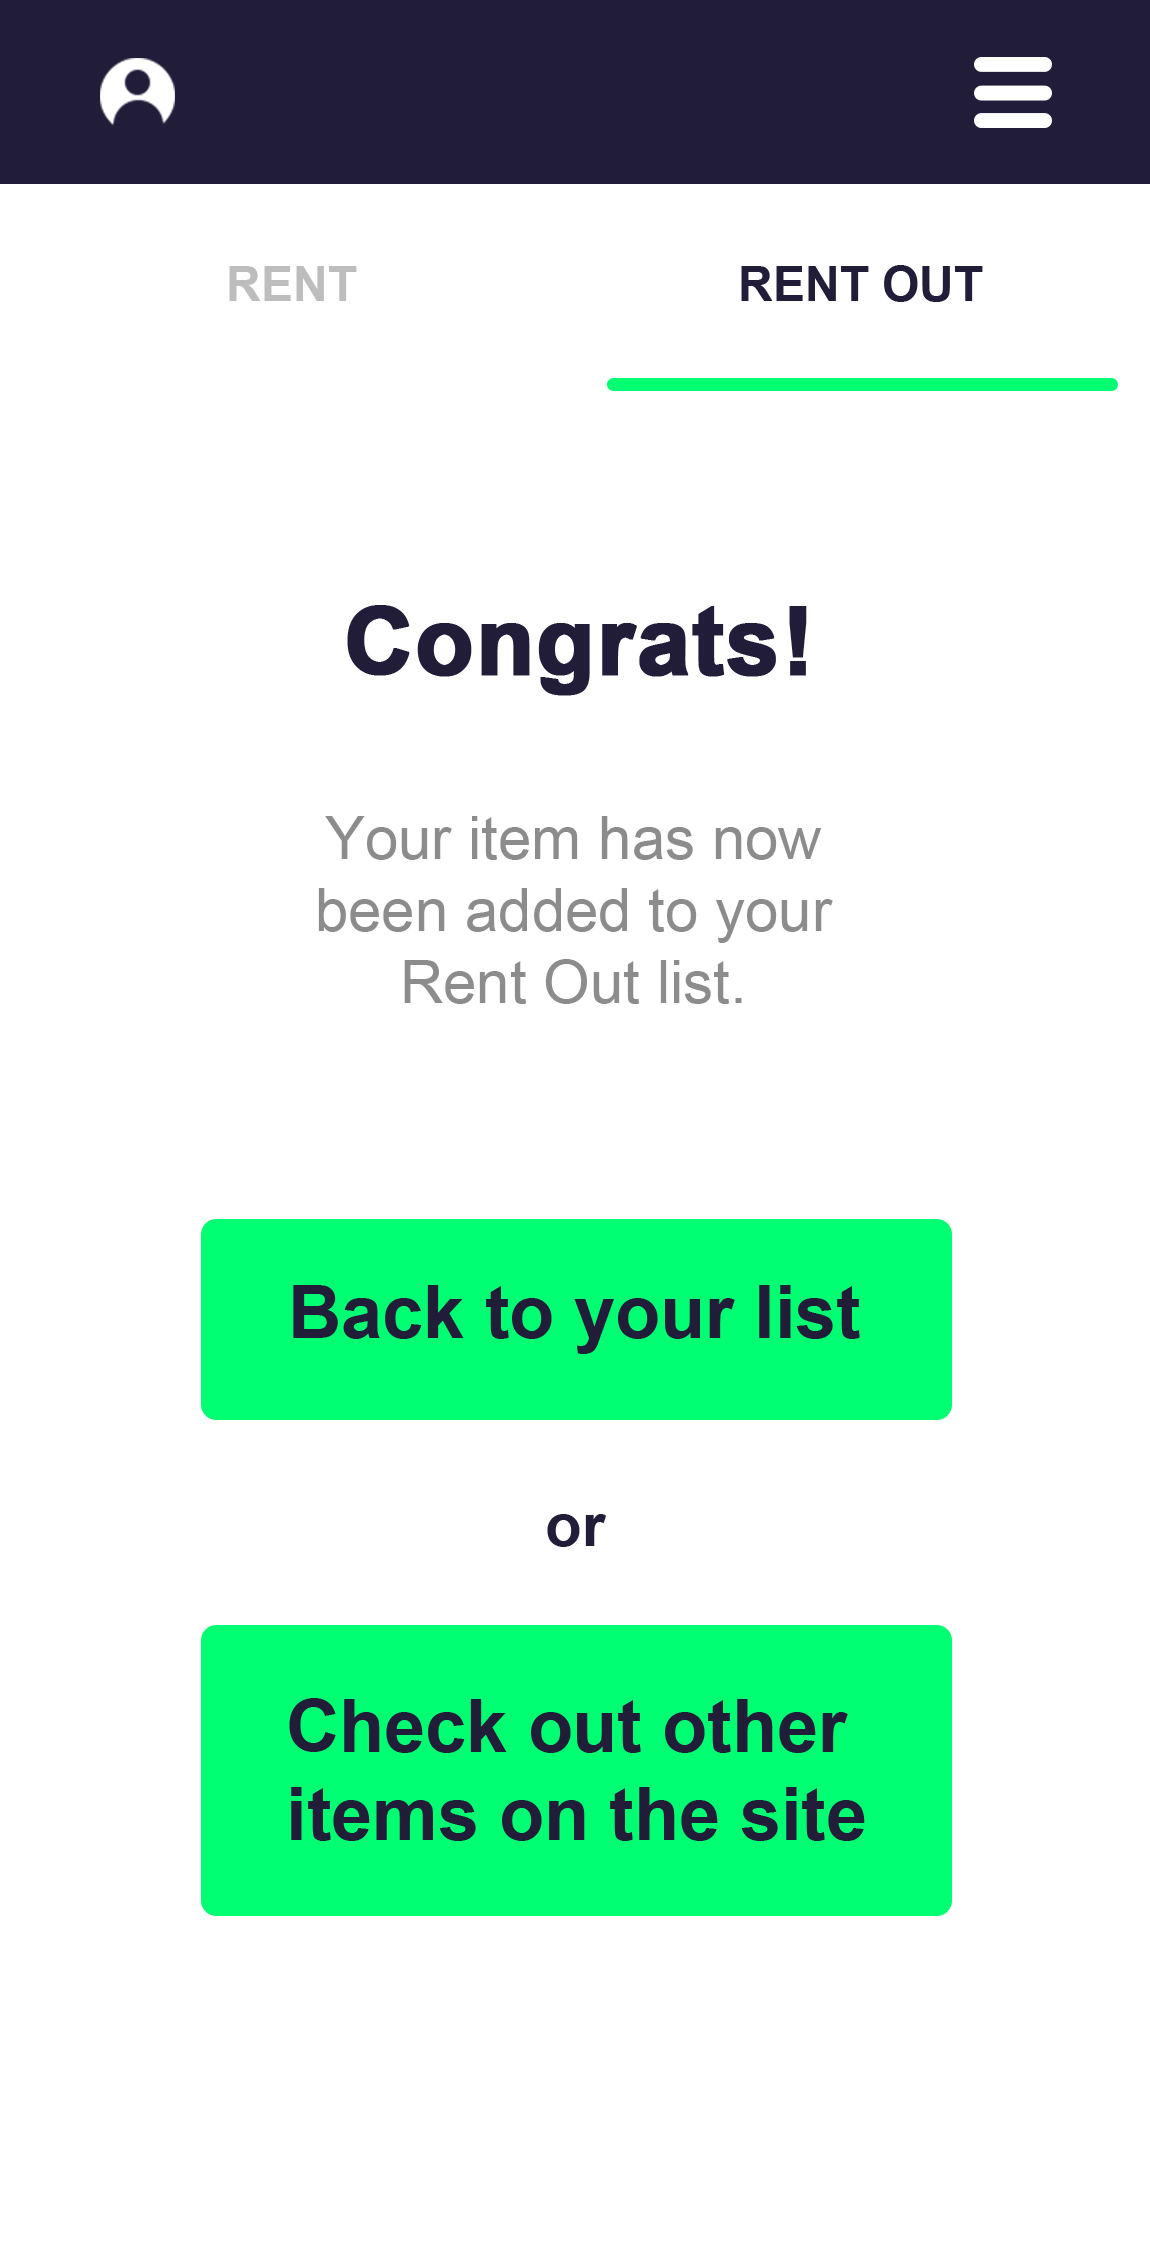 RENT
RENT OUT
Congrats!
Your item has now
been added to your
Rent Out list.
Back to your list
or
Check out other
items on the site